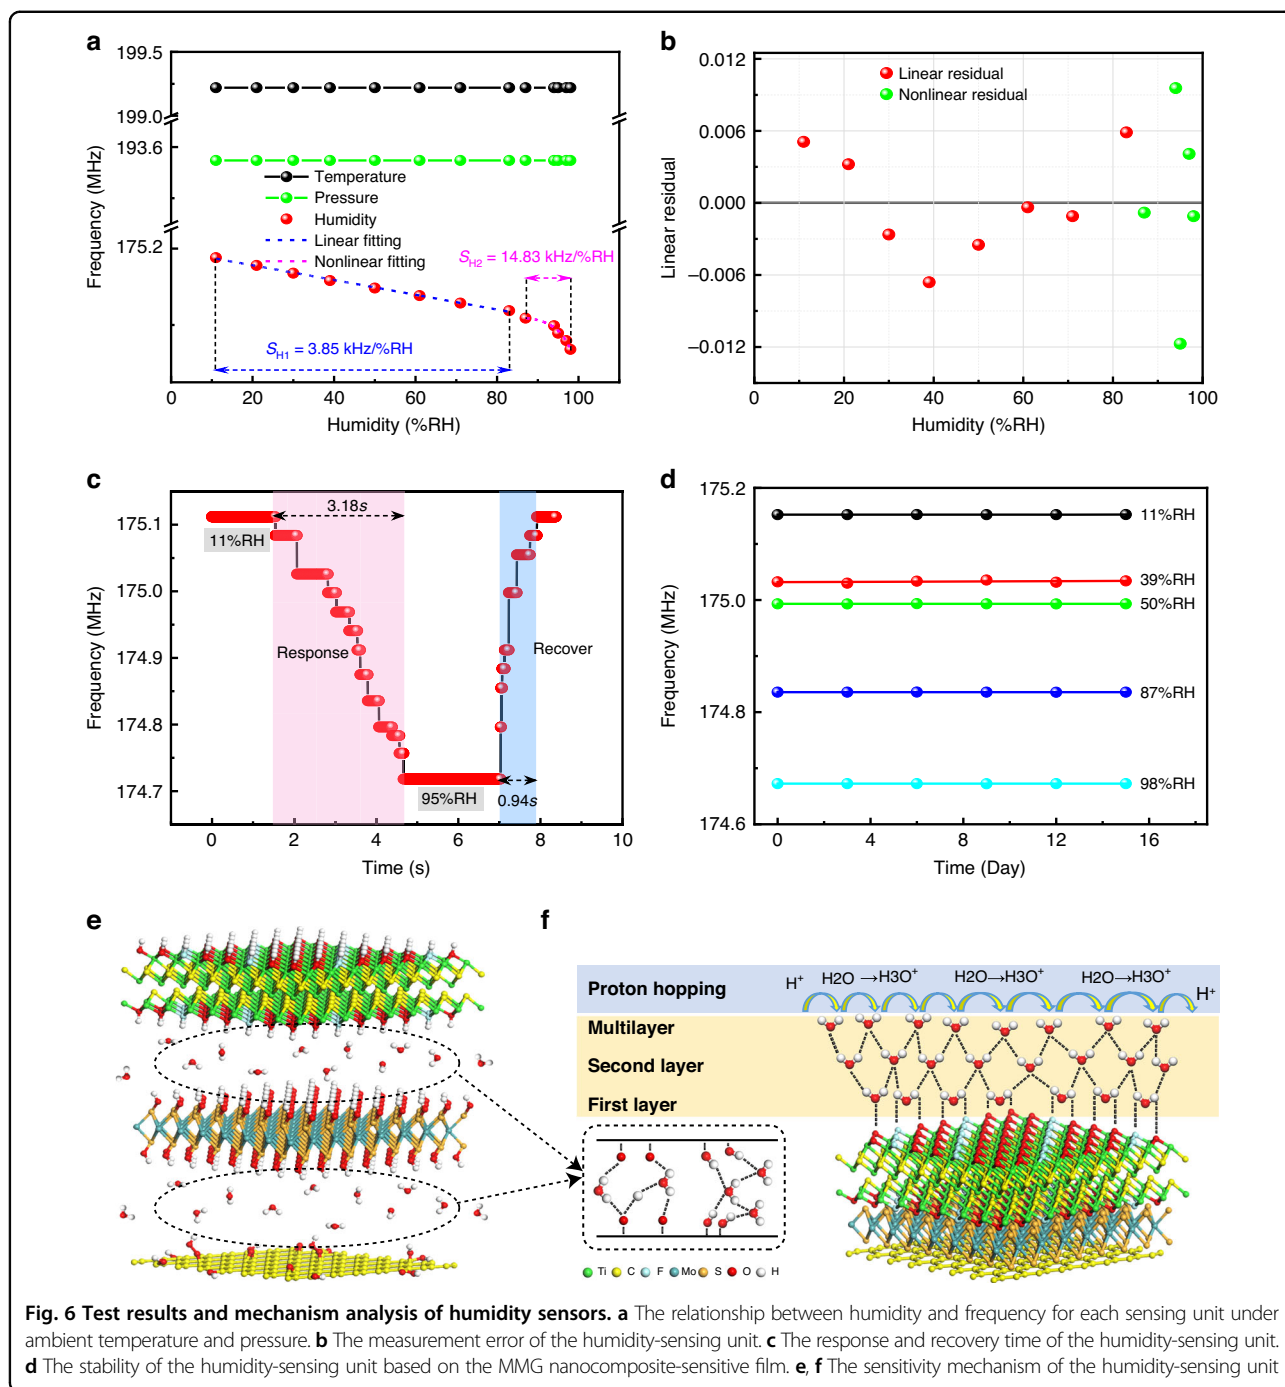 a
199.5
199.0
193.6
175.2
Frequency (MHz)
Temperature
Pressure
Humidity
Linear fitting
Nonlinear fitting
SH2 = 14.83 kHz/%RH
SH1 = 3.85 kHz/%RH
0 20 40 60 80 100
Humidity (%RH)
b
0.012
0.006
0.000
−0.006
−0.012
Linear residual
Linear residual
Nonlinear residual
0 20 40 60 80 100
Humidity (%RH)
c
175.1
175.0
174.9
174.8
174.7
Frequency (MHz)
3.18s
11%RH
Response
Recover
95%RH
0.94s
0 2 4 6 8 10
Time (s)
d
175.2
175.0
174.8
174.6
Frequency (MHz)
11%RH
39%RH
50%RH
87%RH
98%RH
0 4 8 12 16
Time (Day)
e
f
Proton hopping
H+ H2O →H3O+ H2O→H3O+ H2O→H3O+ H+
Multilayer
Second layer
First layer
Ti C F Mo S O H
Fig. 6 Test results and mechanism analysis of humidity sensors. a The relationship between humidity and frequency for each sensing unit under
ambient temperature and pressure. b The measurement error of the humidity-sensing unit. c The response and recovery time of the humidity-sensing unit.
d The stability of the humidity-sensing unit based on the MMG nanocomposite-sensitive film. e, f The sensitivity mechanism of the humidity-sensing unit